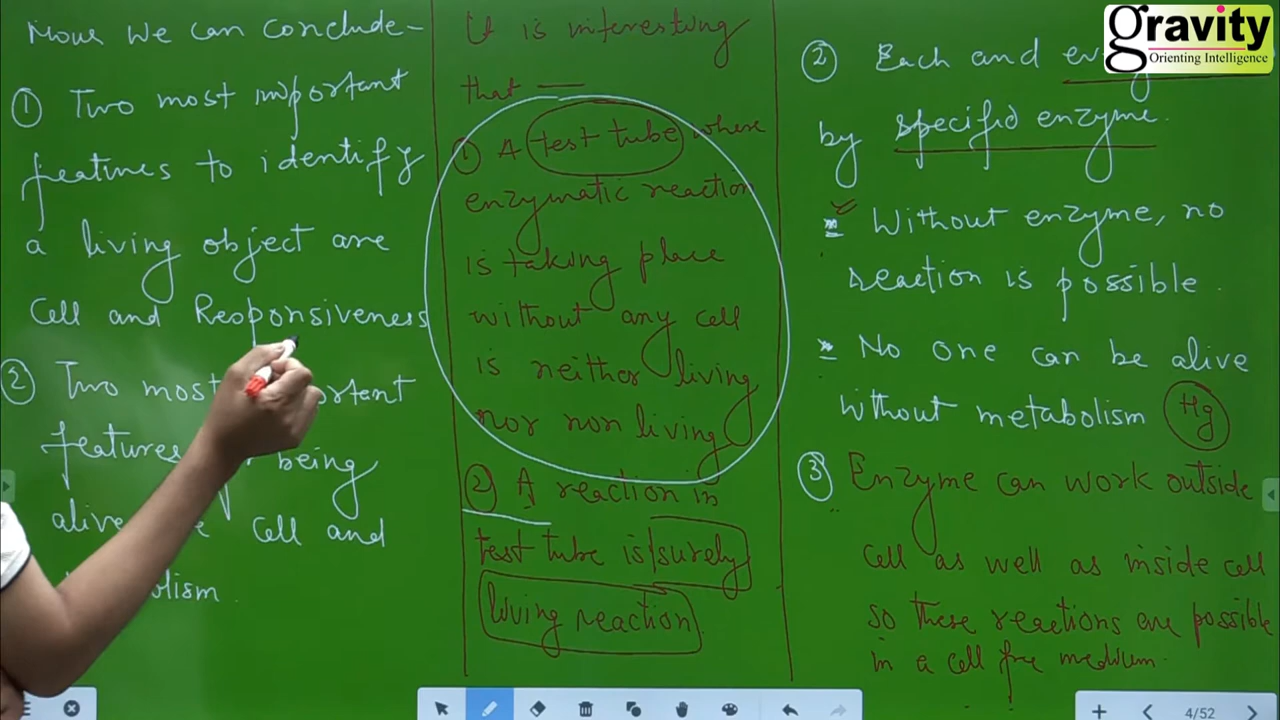 Now we can conclude-
① Two most important
features to identify
a living object are
Cell and Responsiveness
② Two most
features being
alive Cell and
It is interesting
that —
① A test tube where
enzymatic reaction
is taking place
without any cell
is neither living
nor non living
② A reaction in
test tube is surely
living reaction.
② Each and
by specified enzyme.
Without enzyme, no
reaction is possible.
No one can be alive
without metabolism Hg
③ Enzyme can work outside
cell as well as inside cell
so these reactions are possible
in a cell free medium.
gravity
Orienting Intelligence
4/52